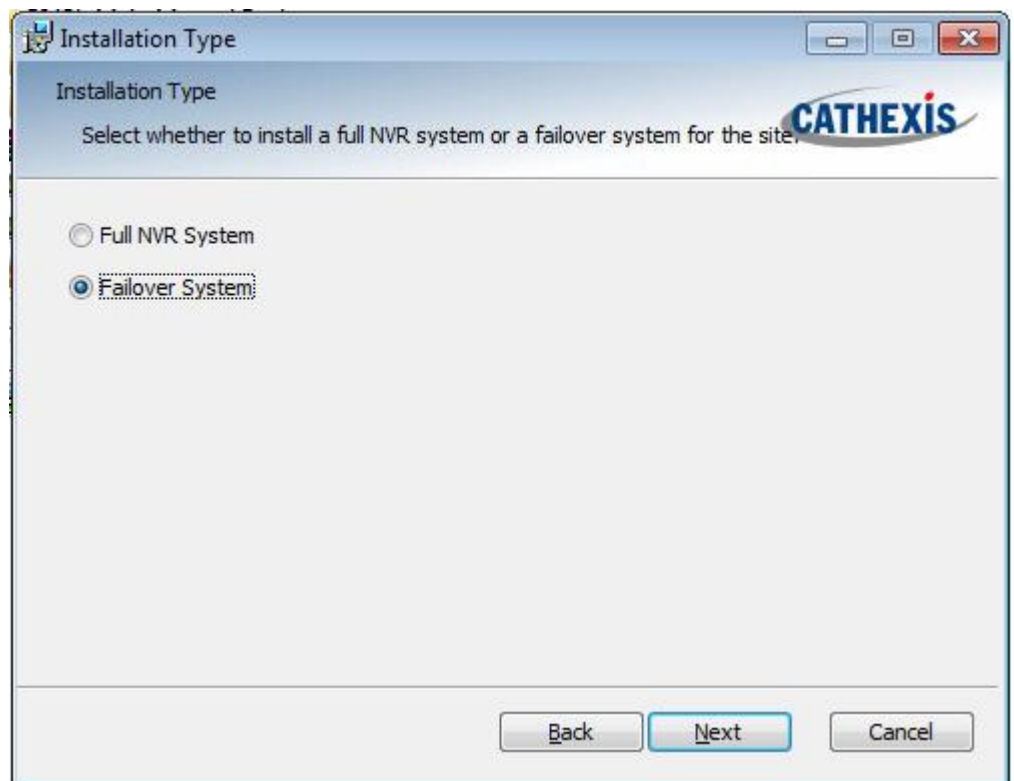 Installation Type
Installation Type
Select whether to install a full NVR system or a failover system for the site.
CATHEXIS
Full NVR System
Failover System
Back
Next
Cancel